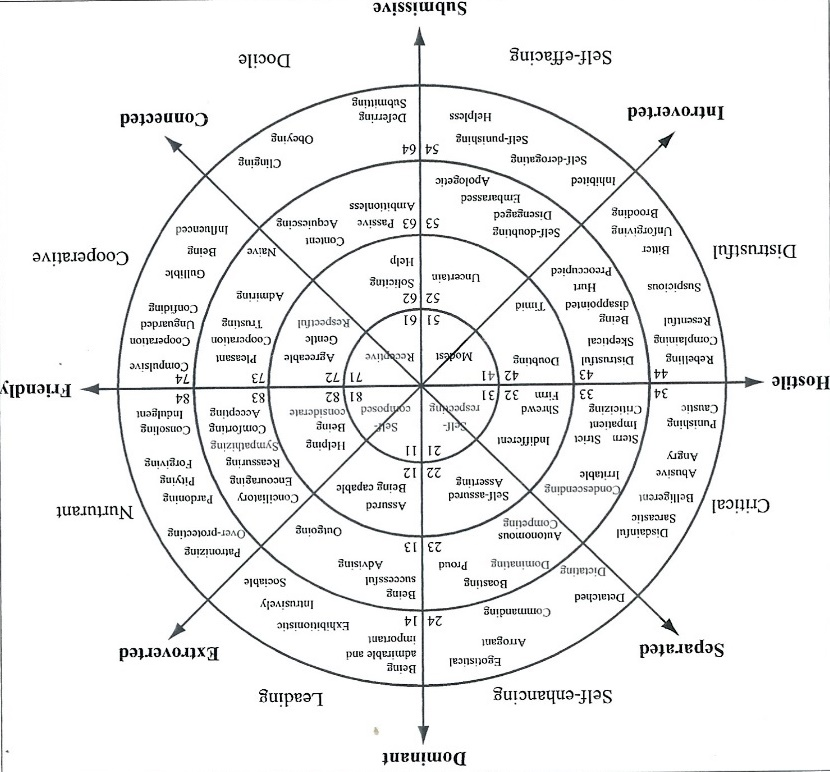 Dominant
Self-enhancing
Leading
Separated
Extroverted
Critical
Nurturant
Hostile
Friendly
Distrustful
Cooperative
Introverted
Connected
Self-effacing
Docile
Submissive
Egotistical
Arrogant
Commanding
Detached
24
Boasting
Dictating
Proud
Dominating
Competing
Autonomous
23
Self-assured
Asserting
22
21
Self-
respecting
14
Being
admirable and
important
Exhibitionistic
Intrusively
Sociable
13
Being
successful
Advising
Outgoing
12
Assured
Being capable
11
Self-
composed
Disdainful
Sarcastic
Belligerent
Abusive
Angry
Punishing
Caustic
34
Condescending
Irritable
Stern Strict
Impatient
Criticizing
33
Indifferent
Shrewd
Firm
32
31
Patronizing
Over-protecting
Pardoning
Pitying
Forgiving
Consoling
Indulgent
84
Conciliatory
Encouraging
Reassuring
Sympathizing
Comforting
Accepting
83
Helping
Being
considerate
82
81
44
Rebelling
Complaining
Resentful
Suspicious
Bitter
Unforgiving
Brooding
43
Distrustful
Skeptical
Being
disappointed
Hurt
Preoccupied
42
Doubting
Timid
41
Modest
51
52
Uncertain
Self-doubting
Disengaged
Embarrassed
Apologetic
53
Inhibited
Self-derogating
Self-punishing
Helpless
54
71
Receptive
72
Agreeable
Gentle
Respectful
73
Pleasant
Cooperation
Trusting
Admiring
Naive
74
Compulsive
Cooperation
Unguarded
Confiding
Gullible
Being
Influenced
61
62
Soliciting
Help
63
Passive
Ambitionless
Content
Acquiescing
64
Deferring
Submitting
Obeying
Clinging